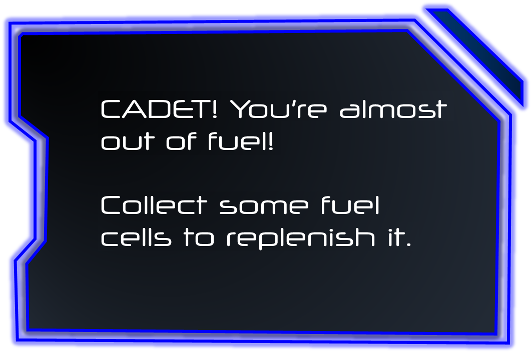 CADET! You're almost
out of fuel!
Collect some fuel
cells to replenish it.